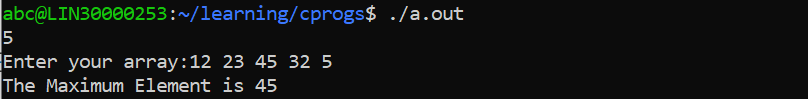 abc@LIN30000253:~/learning/cprogs$ ./a.out
5
Enter your array:12 23 45 32 5
The Maximum Element is 45